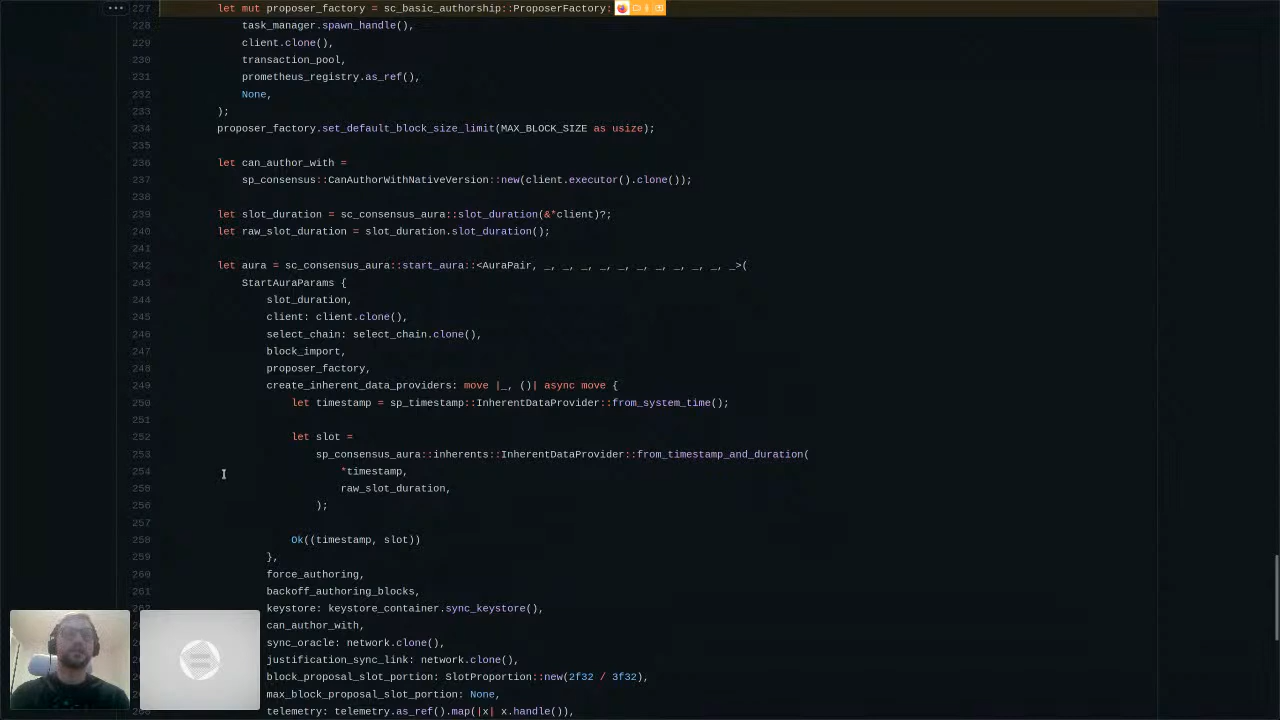 227 let mut proposer_factory = sc_basic_authorship::ProposerFactory:
228 task_manager.spawn_handle(),
229 client.clone(),
230 transaction_pool,
231 prometheus_registry.as_ref(),
232 None,
233 );
234 proposer_factory.set_default_block_size_limit(MAX_BLOCK_SIZE as usize);
235
236 let can_author_with =
237 sp_consensus::CanAuthorWithNativeVersion::new(client.executor().clone());
238
239 let slot_duration = sc_consensus_aura::slot_duration(&*client)?;
240 let raw_slot_duration = slot_duration.slot_duration();
241
242 let aura = sc_consensus_aura::start_aura::<AuraPair, _, _, _, _, _, _, _, _, _, _, _>(
243 StartAuraParams {
244 slot_duration,
245 client: client.clone(),
246 select_chain: select_chain.clone(),
247 block_import,
248 proposer_factory,
249 create_inherent_data_providers: move |_, ()| async move {
250 let timestamp = sp_timestamp::InherentDataProvider::from_system_time();
251
252 let slot =
253 sp_consensus_aura::inherents::InherentDataProvider::from_timestamp_and_duration(
254 *timestamp,
255 raw_slot_duration,
256 );
257
258 Ok((timestamp, slot))
259 },
260 force_authoring,
261 backoff_authoring_blocks,
keystore: keystore_container.sync_keystore(),
can_author_with,
sync_oracle: network.clone(),
justification_sync_link: network.clone(),
block_proposal_slot_portion: SlotProportion::new(2f32 / 3f32),
max_block_proposal_slot_portion: None,
telemetry: telemetry.as_ref().map(|x| x.handle()),